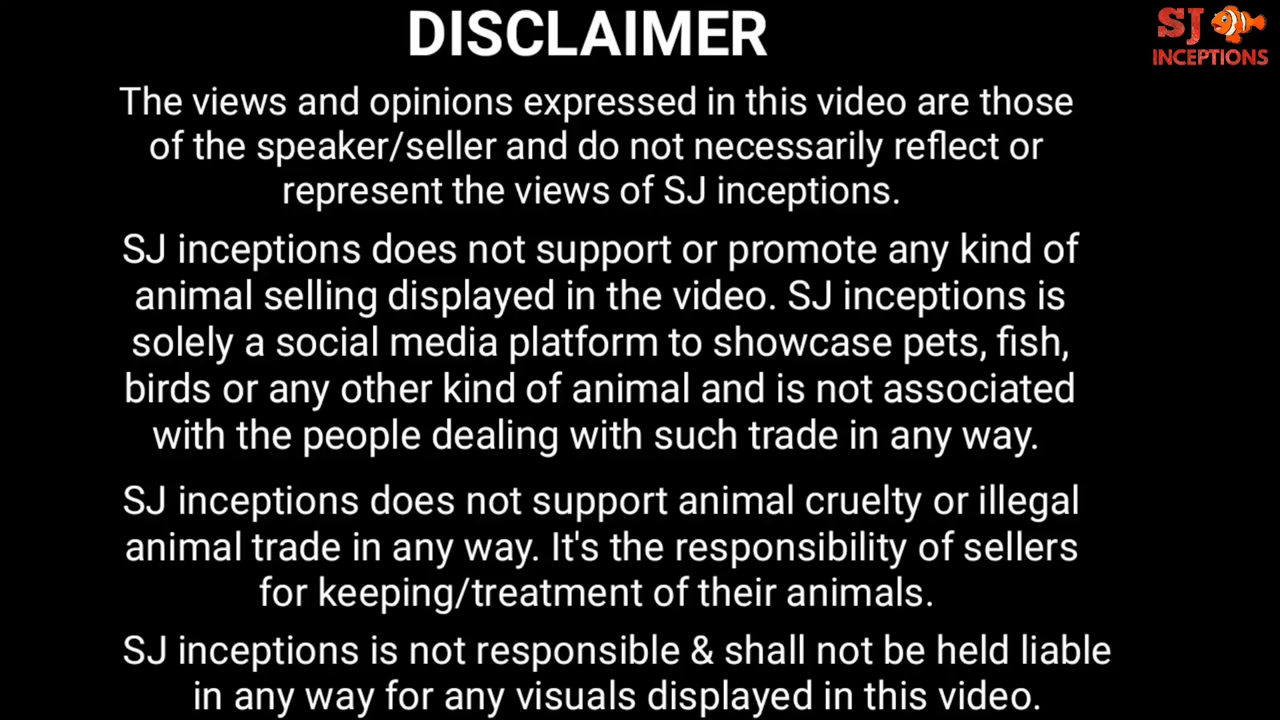 DISCLAIMER
SJ
INCEPTIONS
The views and opinions expressed in this video are those
of the speaker/seller and do not necessarily reflect or
represent the views of SJ inceptions.
SJ inceptions does not support or promote any kind of
animal selling displayed in the video. SJ inceptions is
solely a social media platform to showcase pets, fish,
birds or any other kind of animal and is not associated
with the people dealing with such trade in any way.
SJ inceptions does not support animal cruelty or illegal
animal trade in any way. It's the responsibility of sellers
for keeping/treatment of their animals.
SJ inceptions is not responsible & shall not be held liable
in any way for any visuals displayed in this video.